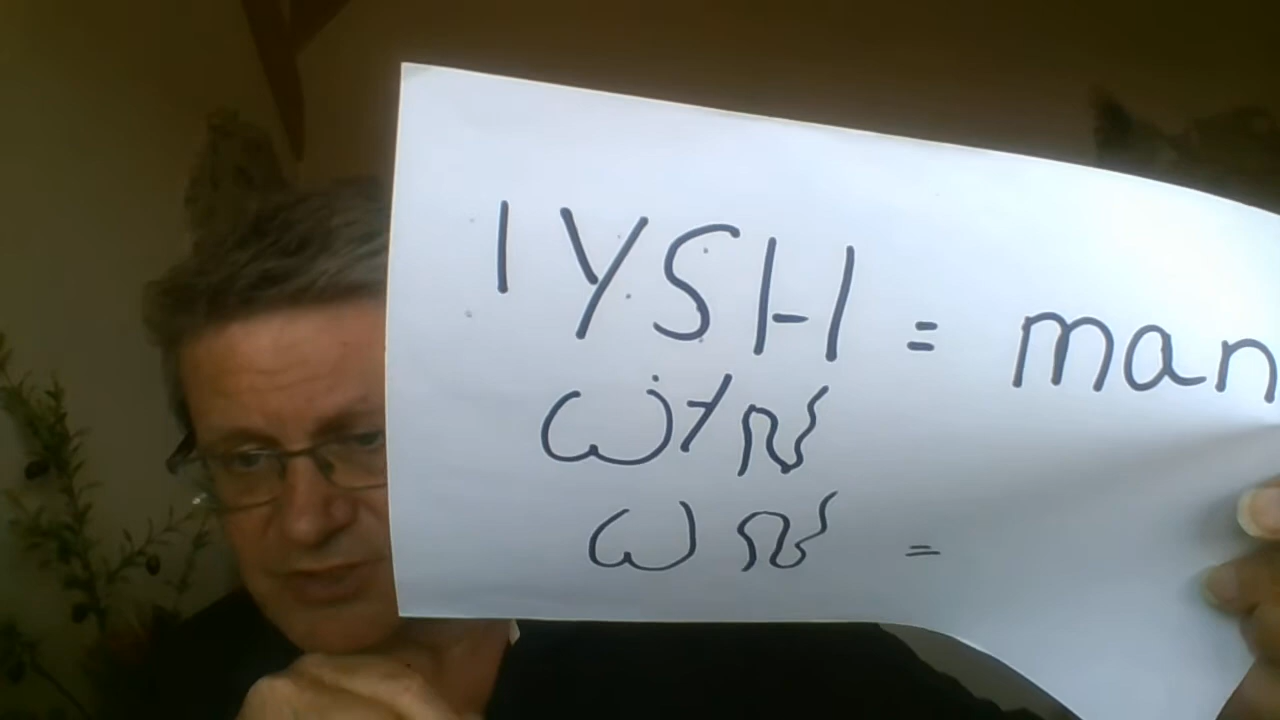 IYSH = man
איש
אש =